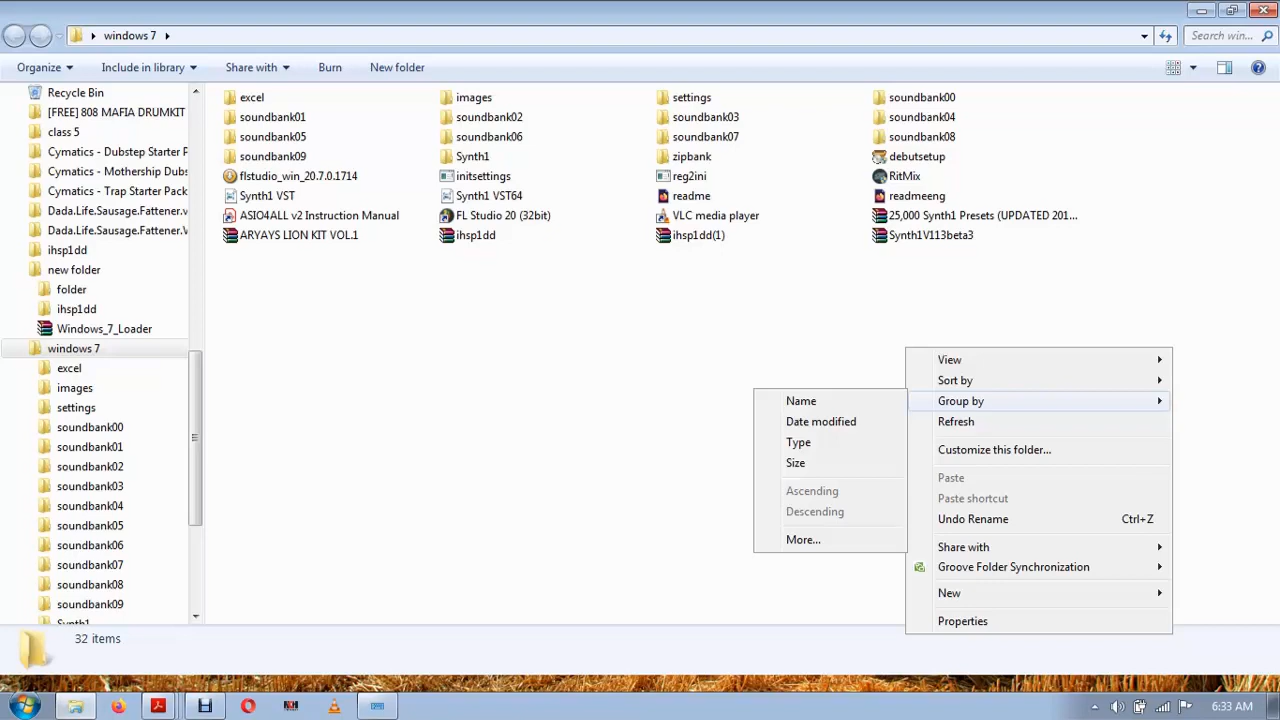 windows 7
Search win...
Organize
Include in library
Share with
Burn
New folder
Recycle Bin
[FREE] 808 MAFIA DRUMKIT
class 5
Cymatics - Dubstep Starter P
Cymatics - Mothership Dubs
Cymatics - Trap Starter Pack
Dada.Life.Sausage.Fattener.v
Dada.Life.Sausage.Fattener.v
ihsp1dd
new folder
folder
ihsp1dd
Windows_7_Loader
windows 7
excel
images
settings
soundbank00
soundbank01
soundbank02
soundbank03
soundbank04
soundbank05
soundbank06
soundbank07
soundbank08
soundbank09
Synth1
excel
images
settings
soundbank00
soundbank01
soundbank02
soundbank03
soundbank04
soundbank05
soundbank06
soundbank07
soundbank08
soundbank09
Synth1
zipbank
debutsetup
flstudio_win_20.7.0.1714
initsettings
reg2ini
RitMix
Synth1 VST
Synth1 VST64
readme
readmeeng
ASIO4ALL v2 Instruction Manual
FL Studio 20 (32bit)
VLC media player
25,000 Synth1 Presets (UPDATED 201...
ARYAYS LION KIT VOL.1
ihsp1dd
ihsp1dd(1)
Synth1V113beta3
View
Sort by
Group by
Refresh
Customize this folder...
Paste
Paste shortcut
Undo Rename Ctrl+Z
Share with
Groove Folder Synchronization
New
Properties
Name
Date modified
Type
Size
Ascending
Descending
More...
32 items
6:33 AM